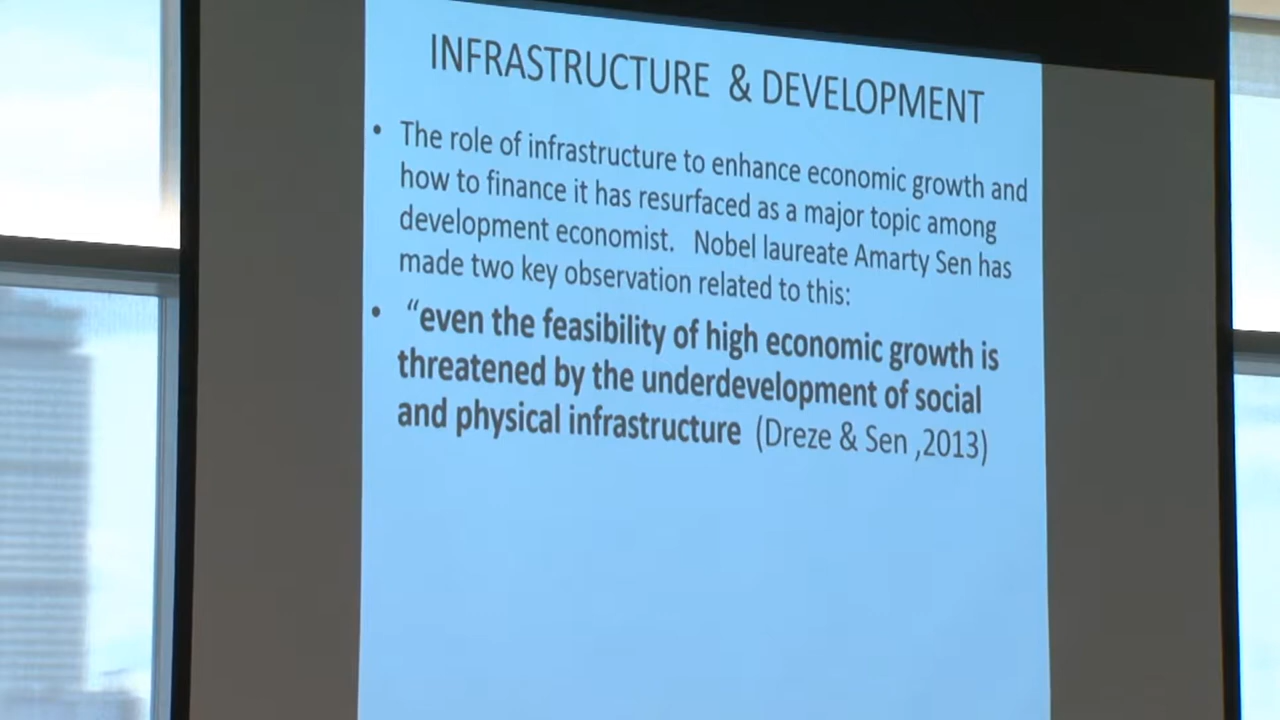 INFRASTRUCTURE & DEVELOPMENT
• The role of infrastructure to enhance economic growth and
how to finance it has resurfaced as a major topic among
development economist. Nobel laureate Amarty Sen has
made two key observation related to this:
• “even the feasibility of high economic growth is
threatened by the underdevelopment of social
and physical infrastructure (Dreze & Sen ,2013)